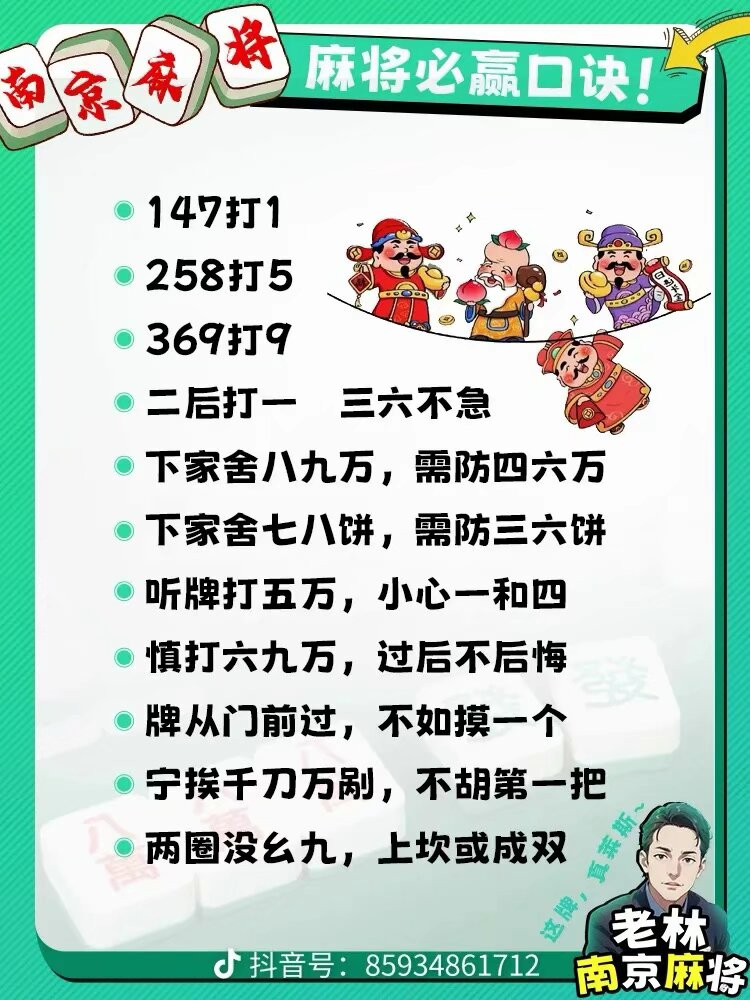 南京麻将
麻将必赢口诀!
147打1
258打5
369打9
二后打一 三六不急
下家舍八九万，需防四六万
下家舍七八饼，需防三六饼
听牌打五万，小心一和四
慎打六九万，过后不后悔
牌从门前过，不如摸一个
宁挨千刀万剐，不胡第一把
两圈没幺九，上坎或成双
發
八萬
這牌，真莱斯~
老林
南京麻将
抖音号：85934861712